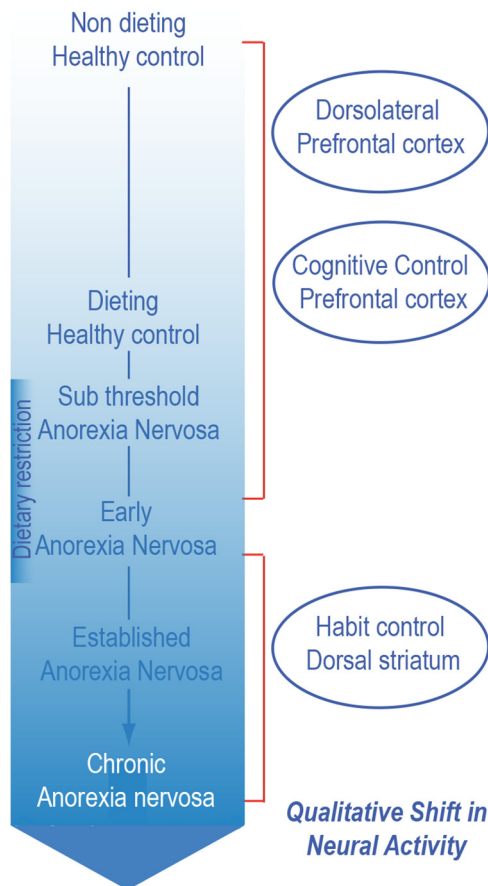 Non dieting
Healthy control
Dorsolateral
Prefrontal cortex
Cognitive Control
Prefrontal cortex
Dieting
Healthy control
Sub threshold
Anorexia Nervosa
Dietary restriction
Early
Anorexia Nervosa
Habit control
Dorsal striatum
Established
Anorexia Nervosa
Chronic
Anorexia nervosa
Qualitative Shift in
Neural Activity